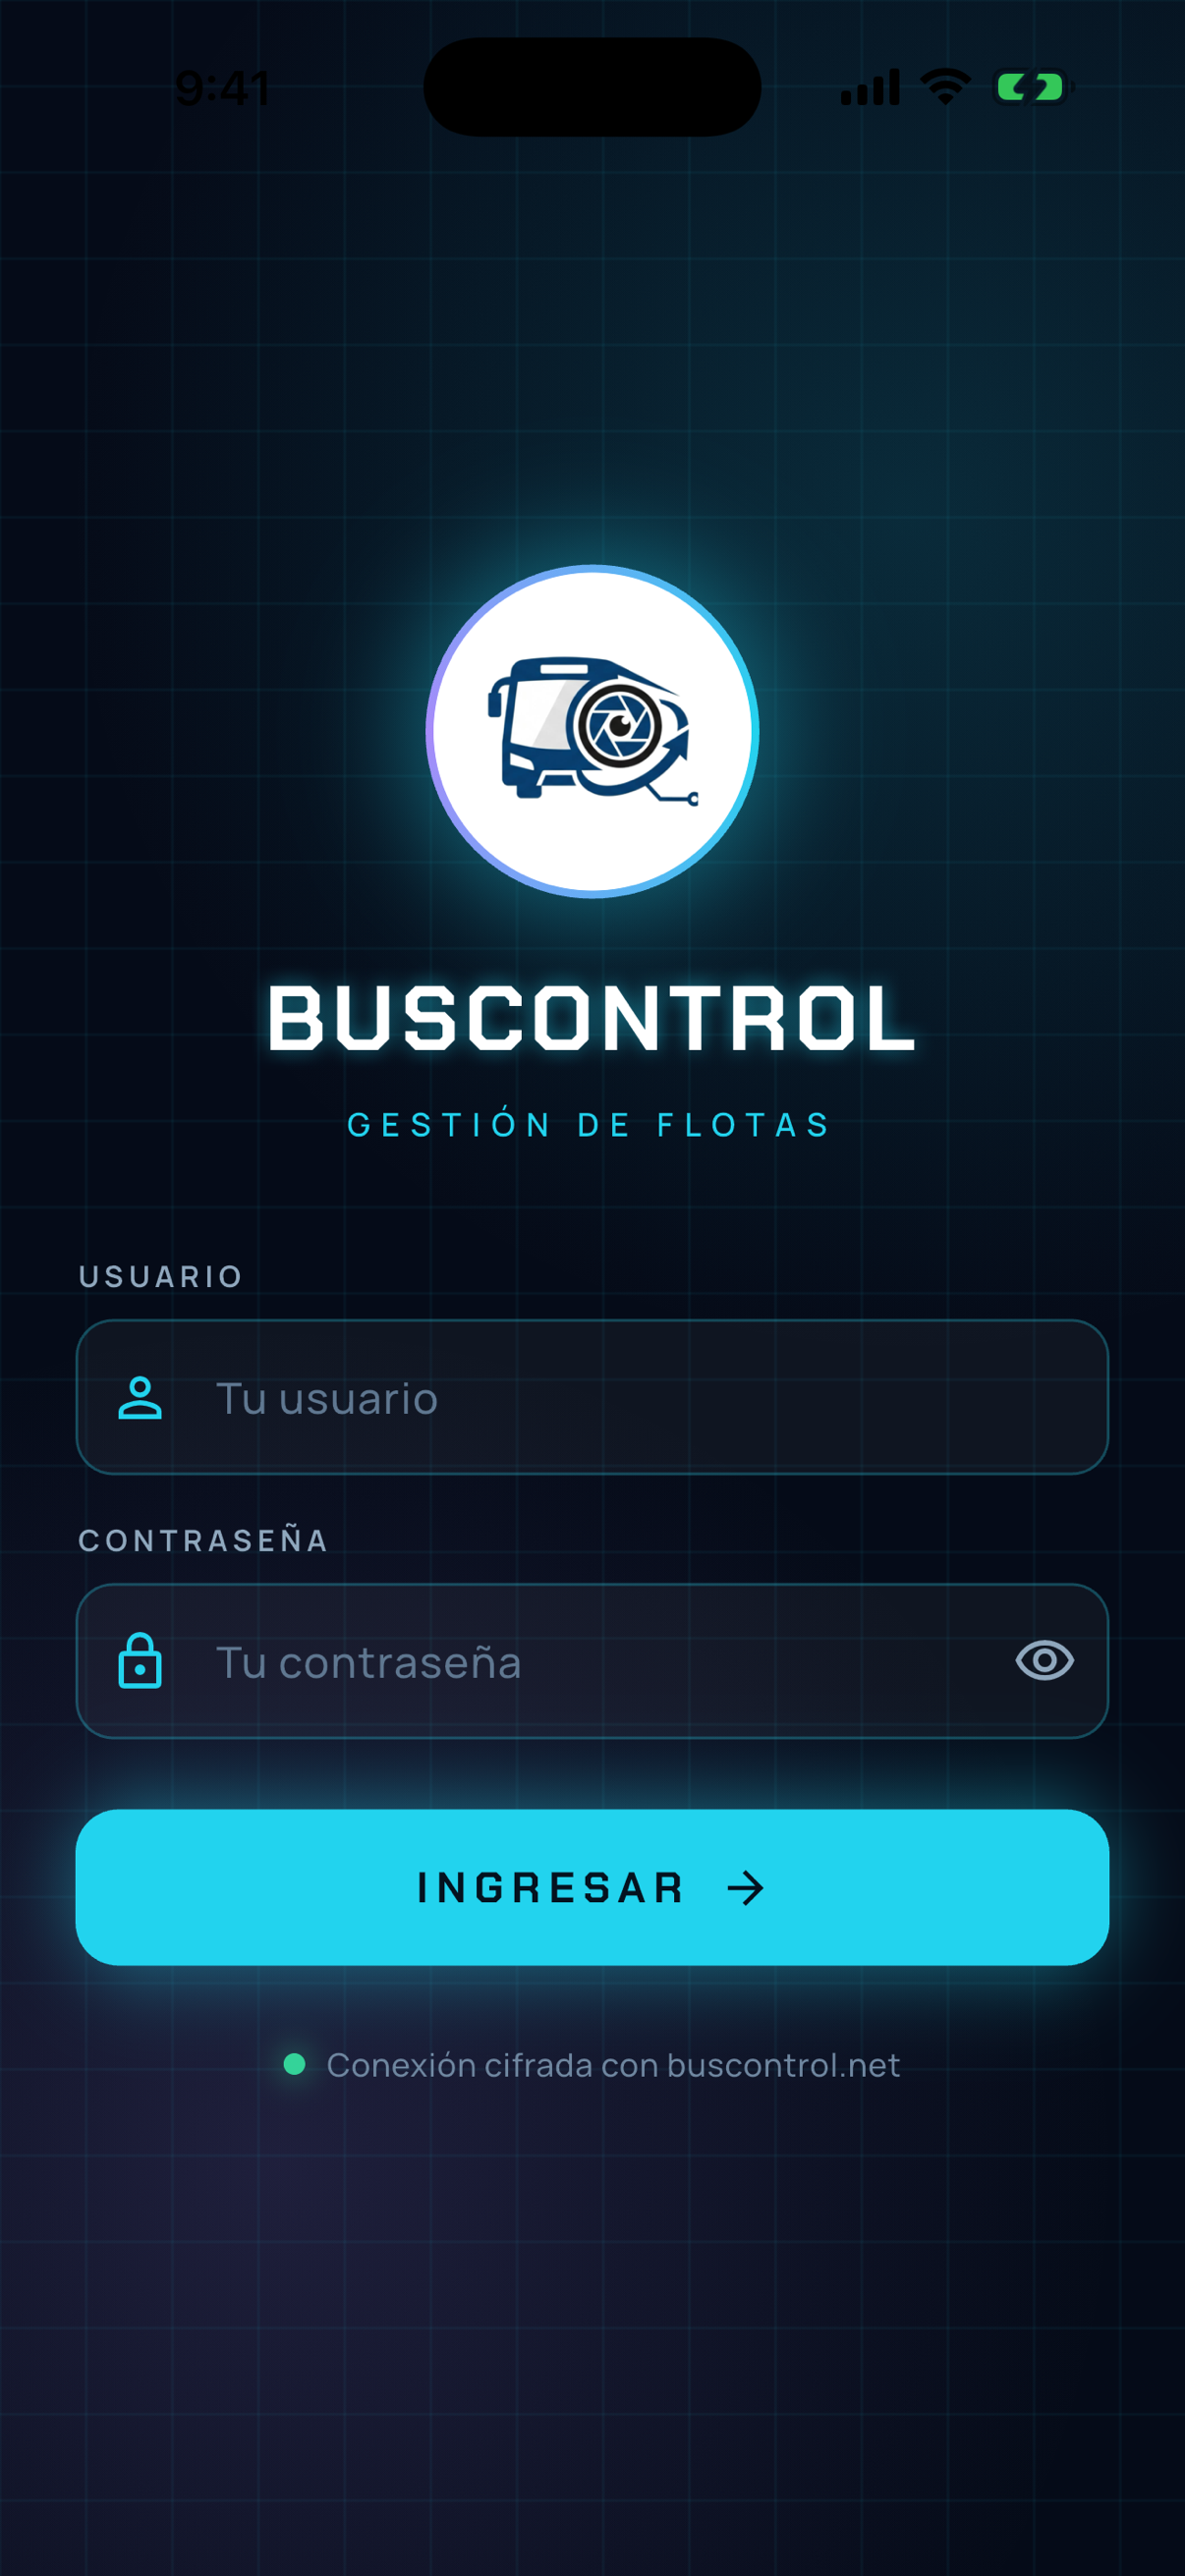 9:41
BUSCONTROL
GESTIÓN DE FLOTAS
USUARIO
Tu usuario
CONTRASEÑA
Tu contraseña
INGRESAR →
Conexión cifrada con buscontrol.net